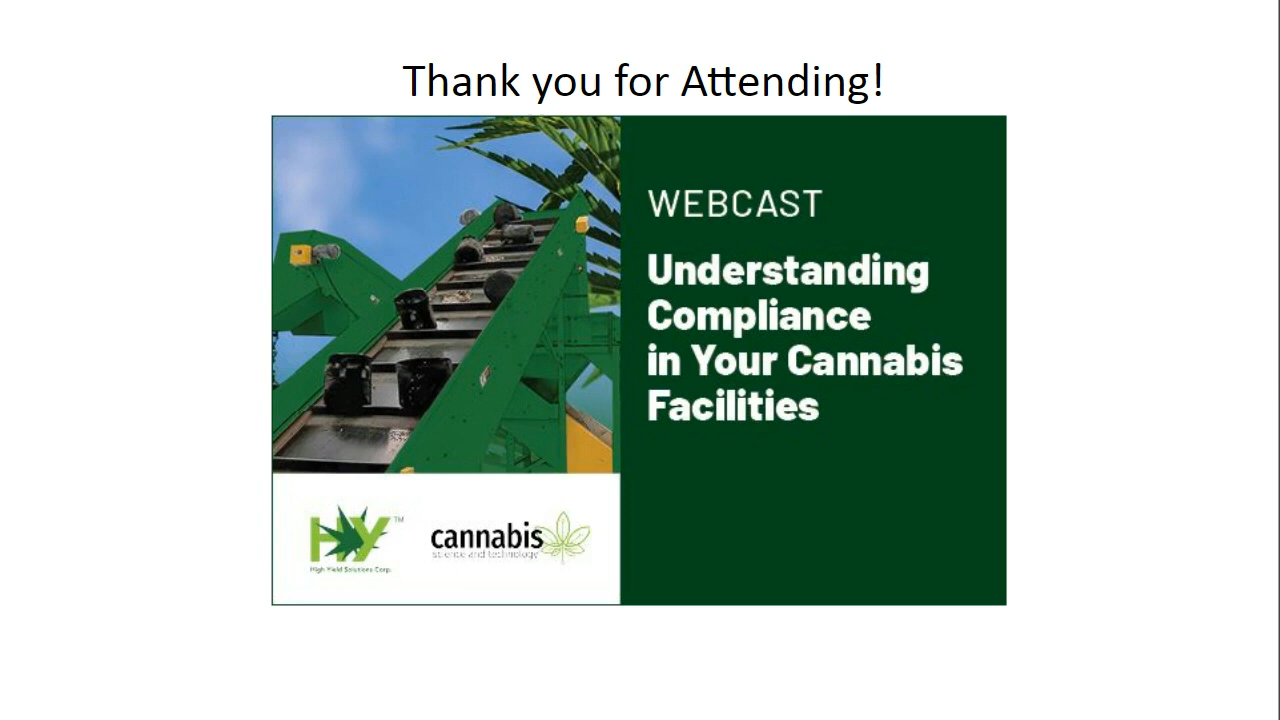 Thank you for Attending!
WEBCAST
Understanding
Compliance
in Your Cannabis
Facilities
HY™
High Yield Solutions Corp.
cannabis
science and technology